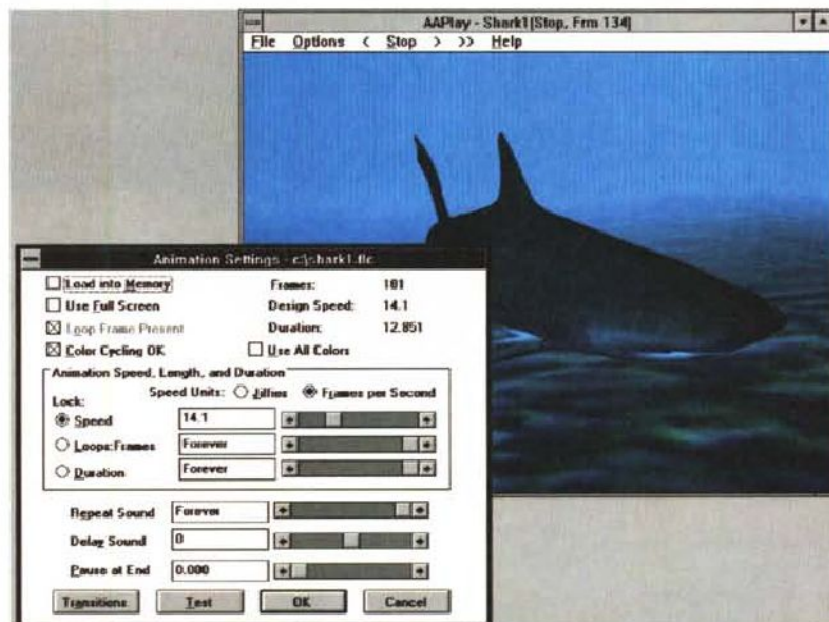 AAPlay - Shark1(Stop, Frm 134)
File Options < Stop > >> Help
Animation Settings - c:\shark1.flc
Load into Memory
Frames: 181
Use Full Screen
Design Speed: 14.1
Loop Frame Present
Duration: 12.851
Color Cycling OK
Use All Colors
Animation Speed, Length, and Duration
Speed Units: Jiffies Frames per Second
Lock:
Speed 14.1
Loops:Frames Forever
Duration Forever
Repeat Sound Forever
Delay Sound 0
Pause at End 0.000
Transitions Test OK Cancel